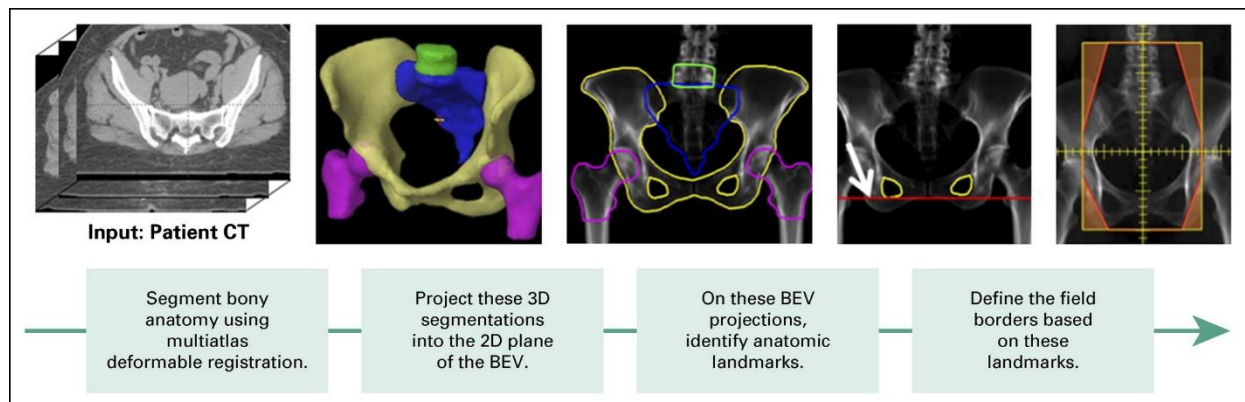 Input: Patient CT
Segment bony
anatomy using
multiatlas
deformable registration.
Project these 3D
segmentations
into the 2D plane
of the BEV.
On these BEV
projections,
identify anatomic
landmarks.
Define the field
borders based
on these
landmarks.